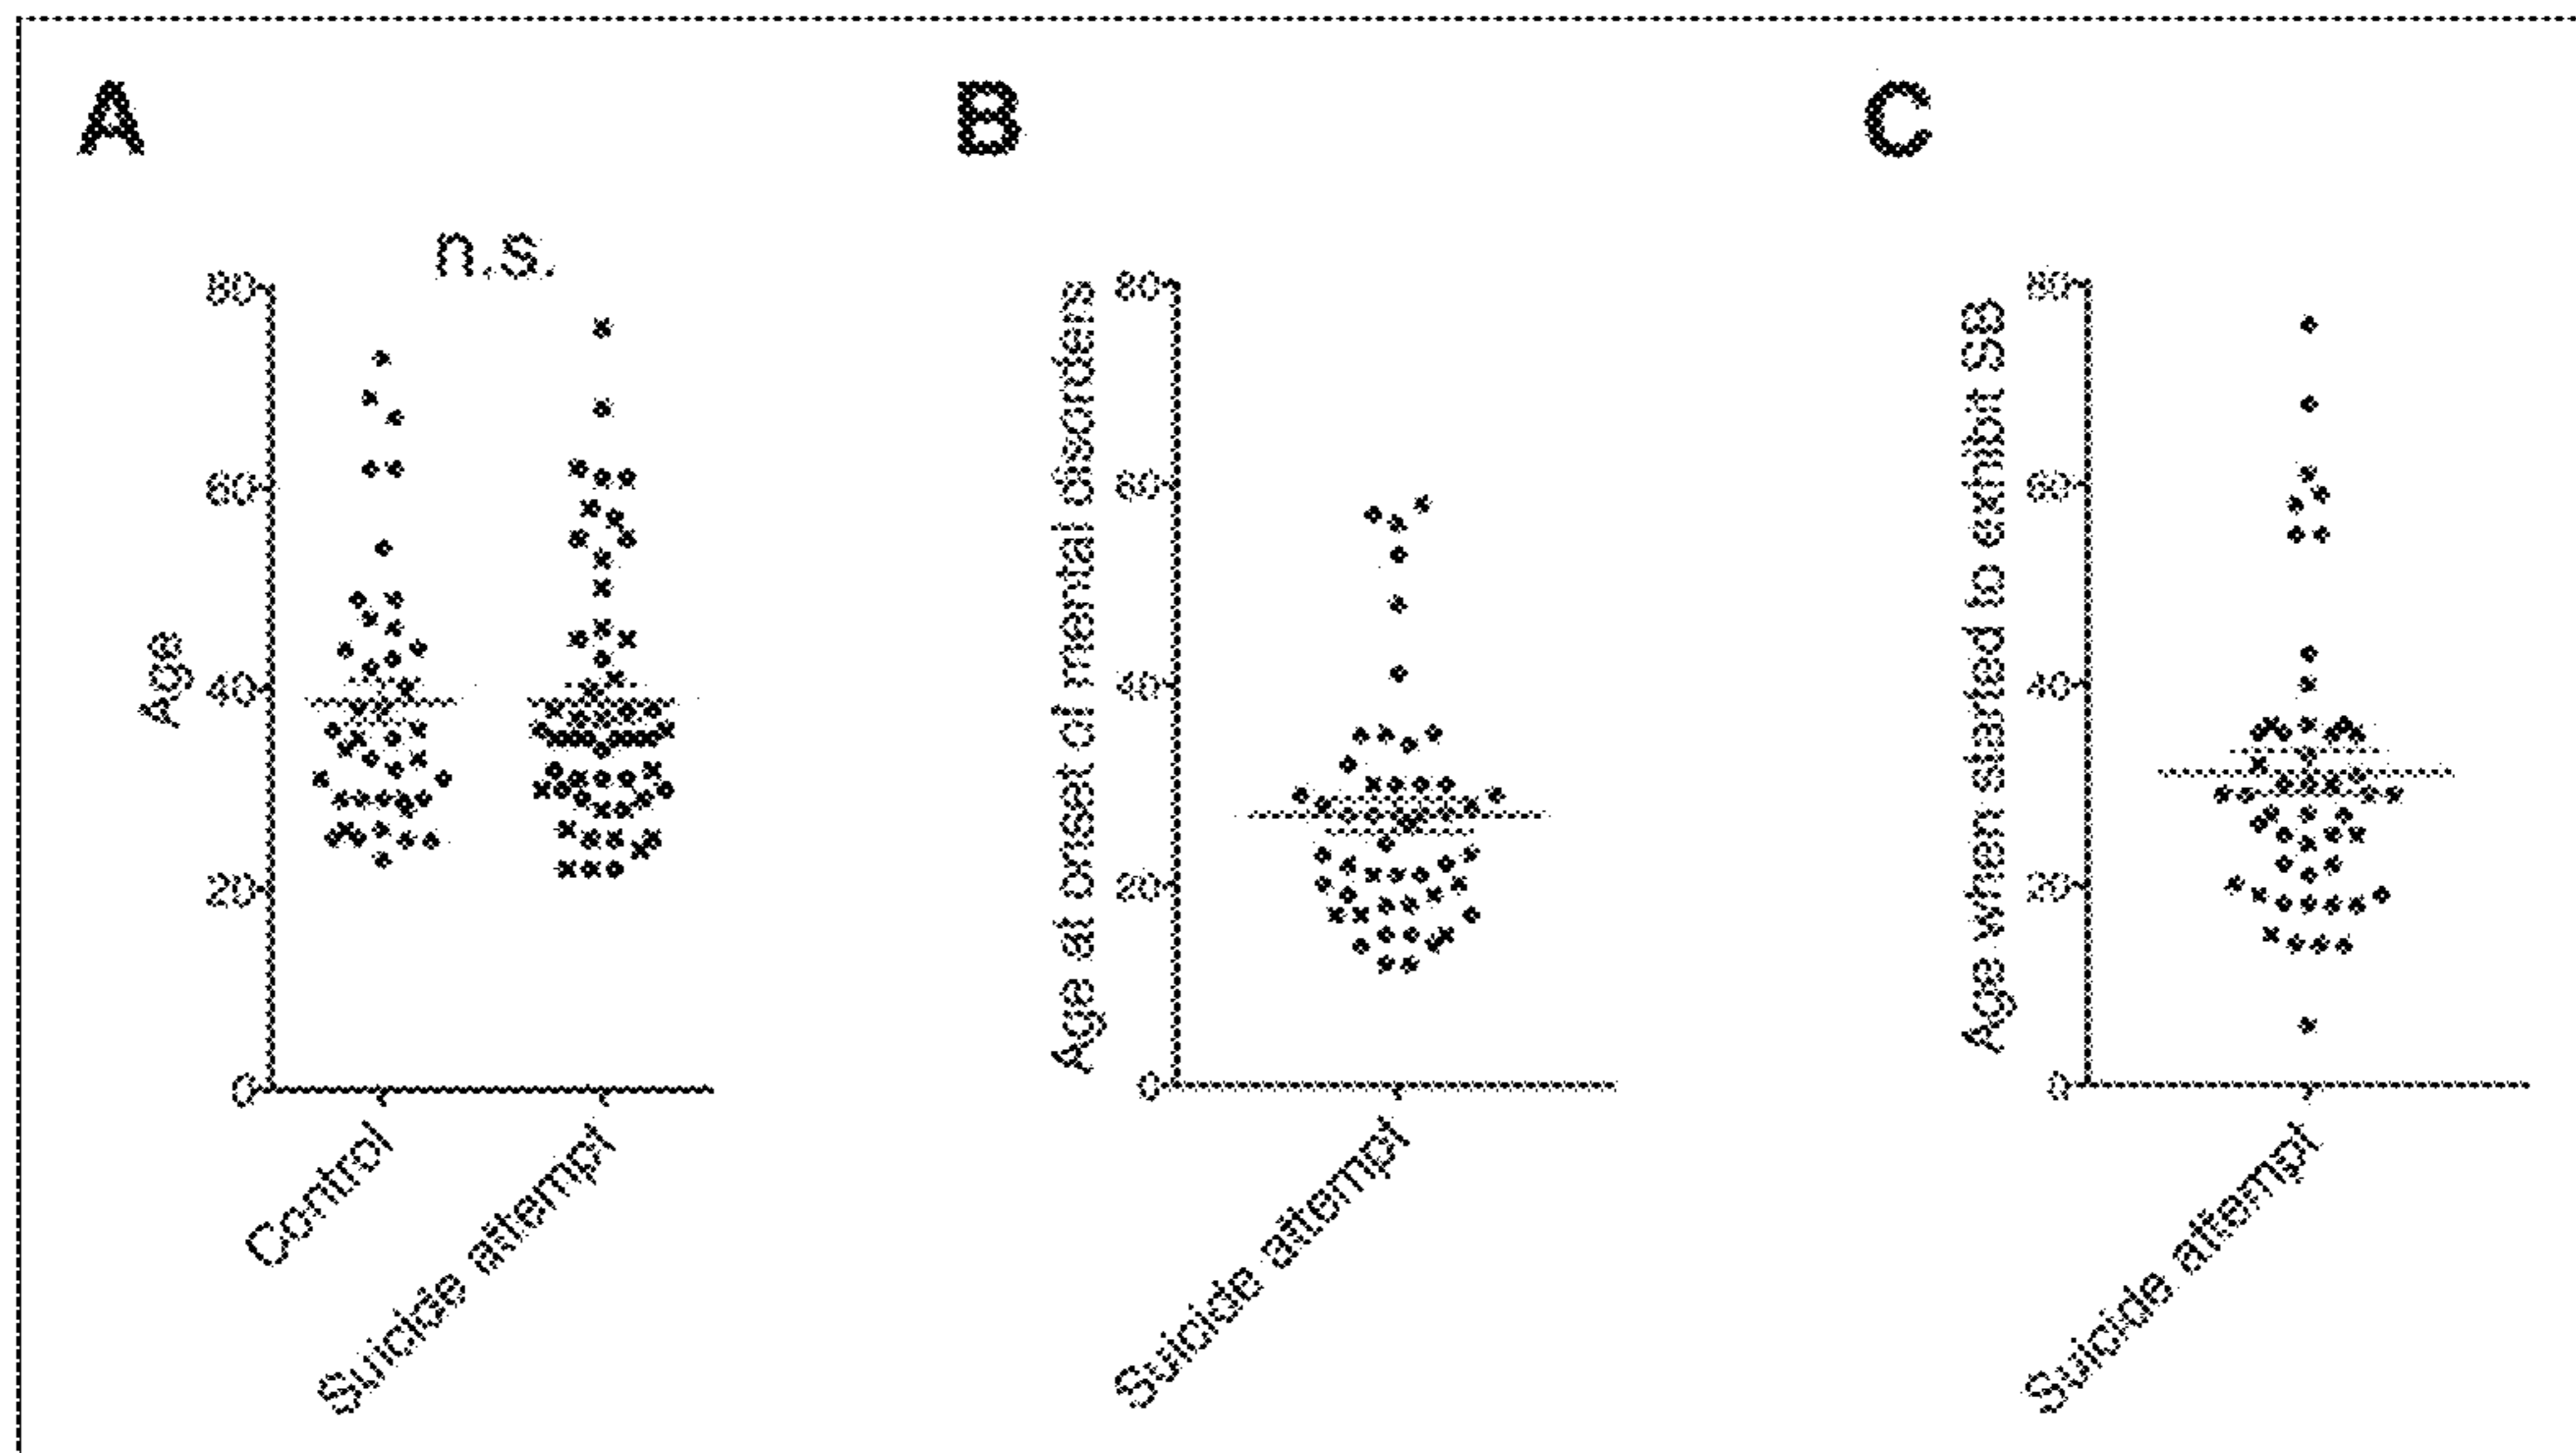 A
n.s.
Age
80
60
40
20
0
Control
Suicide attempt
B
Age at onset of mental disorders
80
60
40
20
0
Suicide attempt
C
Age when started to exhibit SB
80
60
40
20
0
Suicide attempt